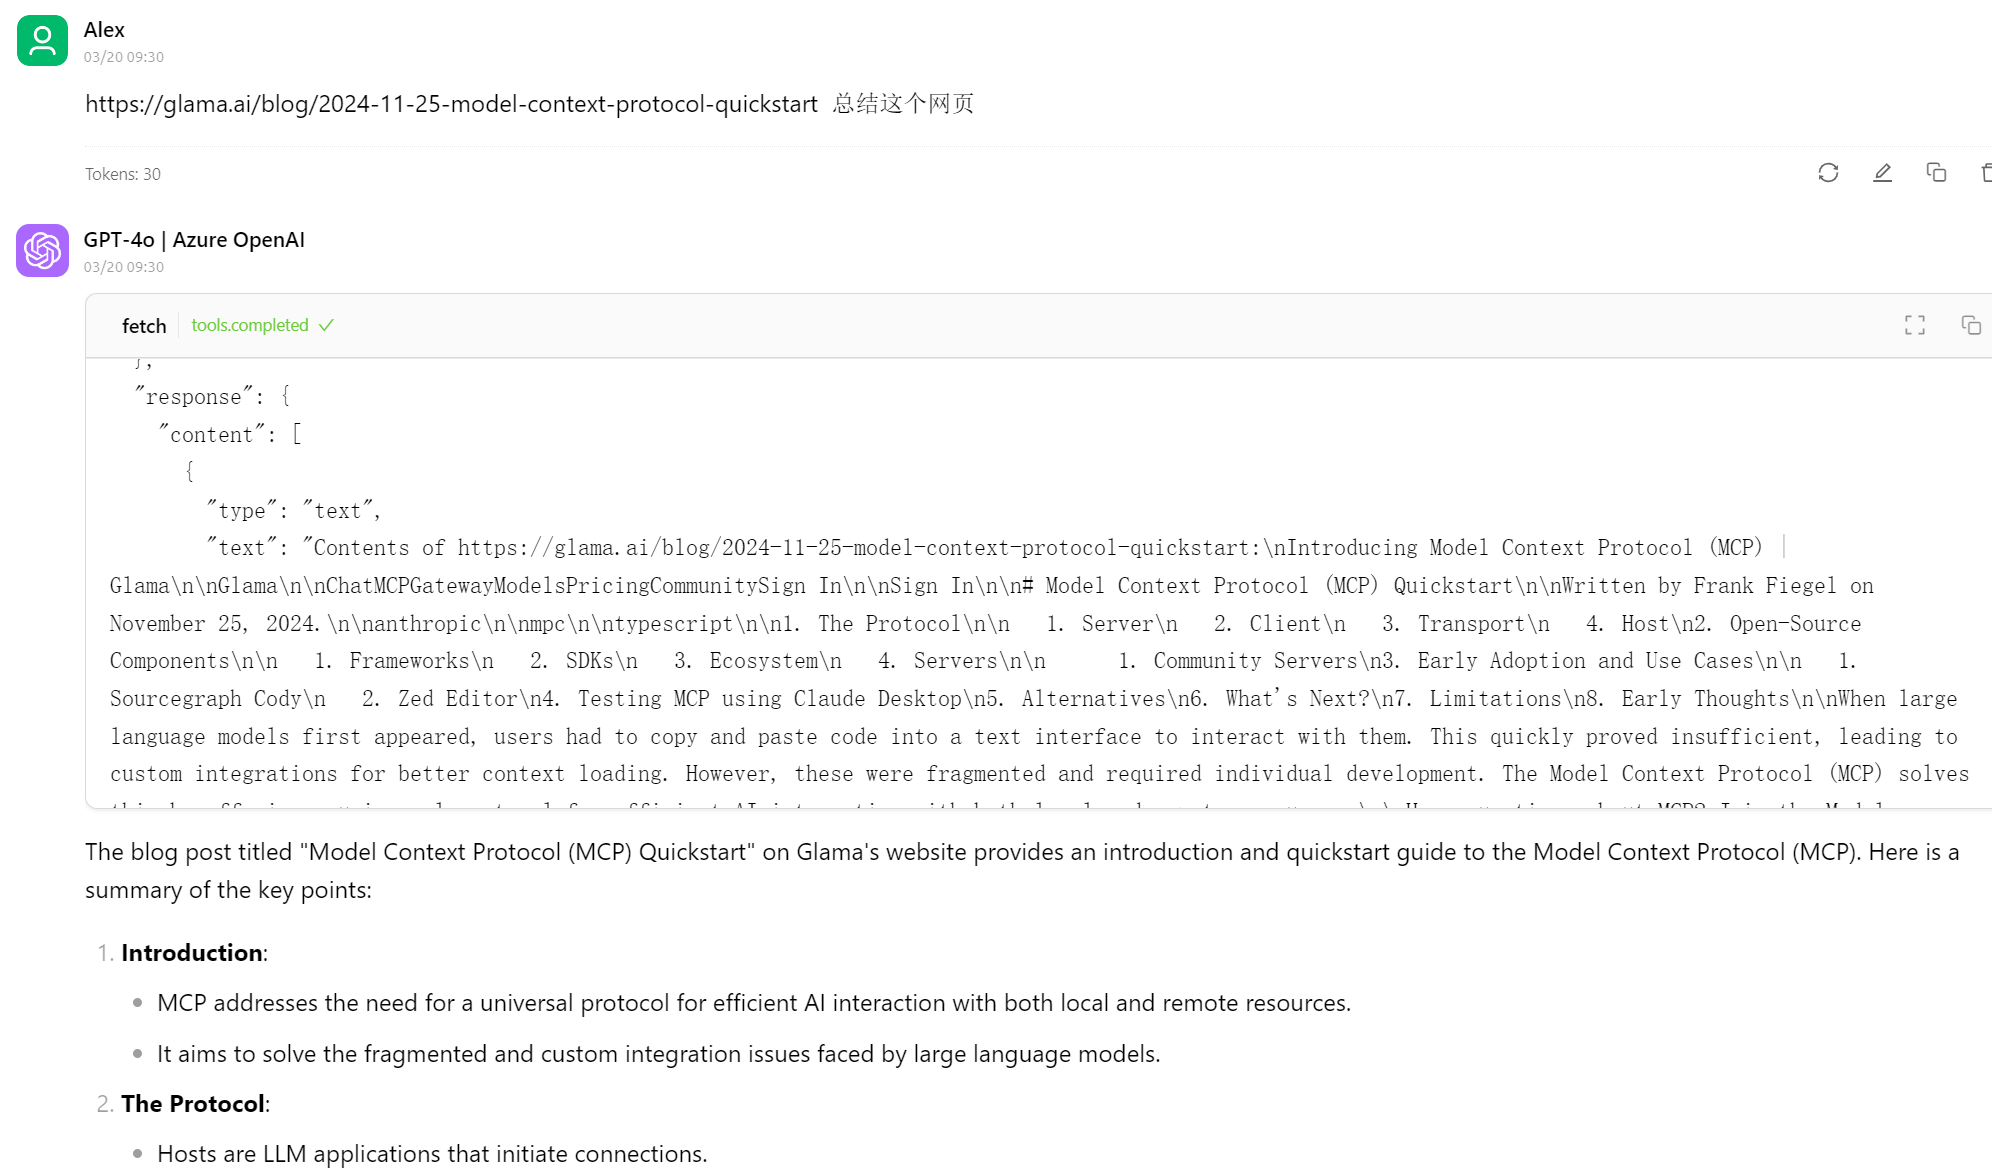 Alex
03/20 09:30
https://glama.ai/blog/2024-11-25-model-context-protocol-quickstart 总结这个网页
Tokens: 30
GPT-4o | Azure OpenAI
03/20 09:30
fetch tools.completed
},
"response": {
"content": [
{
"type": "text",
"text": "Contents of https://glama.ai/blog/2024-11-25-model-context-protocol-quickstart:\nIntroducing Model Context Protocol (MCP) |
Glama\n\nGlama\n\nChatMCPGatewayModelsPricingCommunitySign In\n\nSign In\n\n# Model Context Protocol (MCP) Quickstart\n\nWritten by Frank Fiegel on
November 25, 2024.\n\nanthropic\n\nmpc\n\ntypescript\n\n1. The Protocol\n\n   1. Server\n   2. Client\n   3. Transport\n   4. Host\n2. Open-Source
Components\n\n   1. Frameworks\n   2. SDKs\n   3. Ecosystem\n   4. Servers\n\n      1. Community Servers\n3. Early Adoption and Use Cases\n\n   1.
Sourcegraph Cody\n   2. Zed Editor\n4. Testing MCP using Claude Desktop\n5. Alternatives\n6. What's Next?\n7. Limitations\n8. Early Thoughts\n\nWhen large
language models first appeared, users had to copy and paste code into a text interface to interact with them. This quickly proved insufficient, leading to
custom integrations for better context loading. However, these were fragmented and required individual development. The Model Context Protocol (MCP) solves
The blog post titled "Model Context Protocol (MCP) Quickstart" on Glama's website provides an introduction and quickstart guide to the Model Context Protocol (MCP). Here is a
summary of the key points:
1. Introduction:
• MCP addresses the need for a universal protocol for efficient AI interaction with both local and remote resources.
• It aims to solve the fragmented and custom integration issues faced by large language models.
2. The Protocol:
• Hosts are LLM applications that initiate connections.